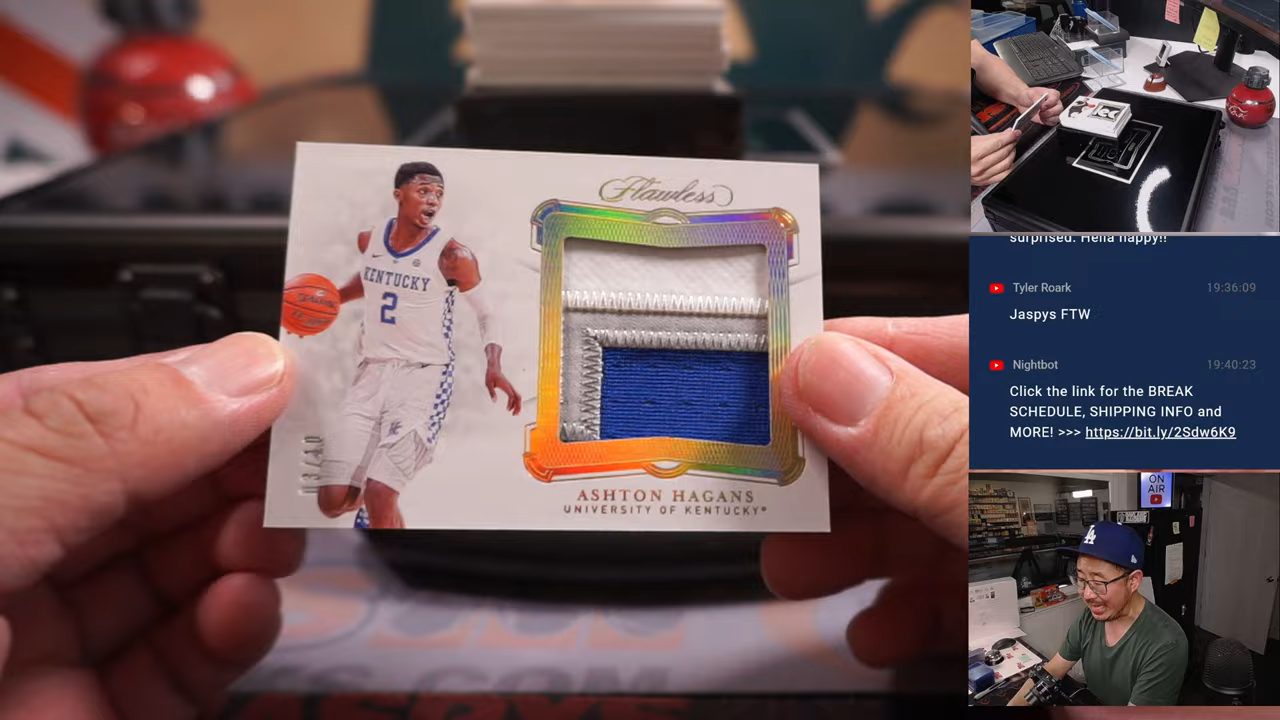 Flawless
KENTUCKY
2
ASHTON HAGANS
UNIVERSITY OF KENTUCKY
surprised. Hella happy!!
Tyler Roark
19:36:09
Jaspys FTW
Nightbot
19:40:23
Click the link for the BREAK
SCHEDULE, SHIPPING INFO and
MORE! >>> https://bit.ly/2Sdw6K9
ON
AIR
LA